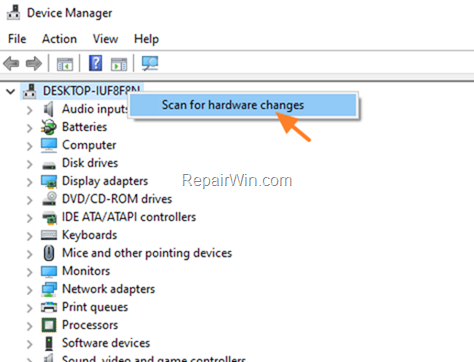 Device Manager
File Action View Help
DESKTOP-IUF8F8N
Scan for hardware changes
Audio inputs
Batteries
Computer
Disk drives
Display adapters
RepairWin.com
DVD/CD-ROM drives
IDE ATA/ATAPI controllers
Keyboards
Mice and other pointing devices
Monitors
Network adapters
Print queues
Processors
Software devices
Sound, video and game controllers